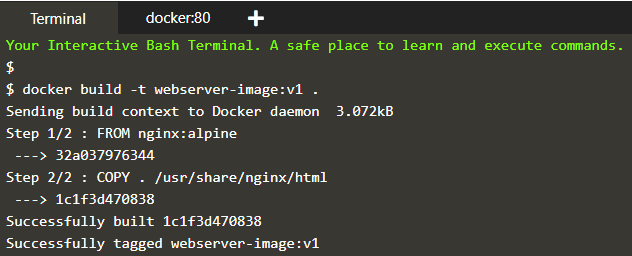 Terminal docker:80 +
Your Interactive Bash Terminal. A safe place to learn and execute commands.
$
$ docker build -t webserver-image:v1 .
Sending build context to Docker daemon  3.072kB
Step 1/2 : FROM nginx:alpine
 ---> 32a037976344
Step 2/2 : COPY . /usr/share/nginx/html
 ---> 1c1f3d470838
Successfully built 1c1f3d470838
Successfully tagged webserver-image:v1